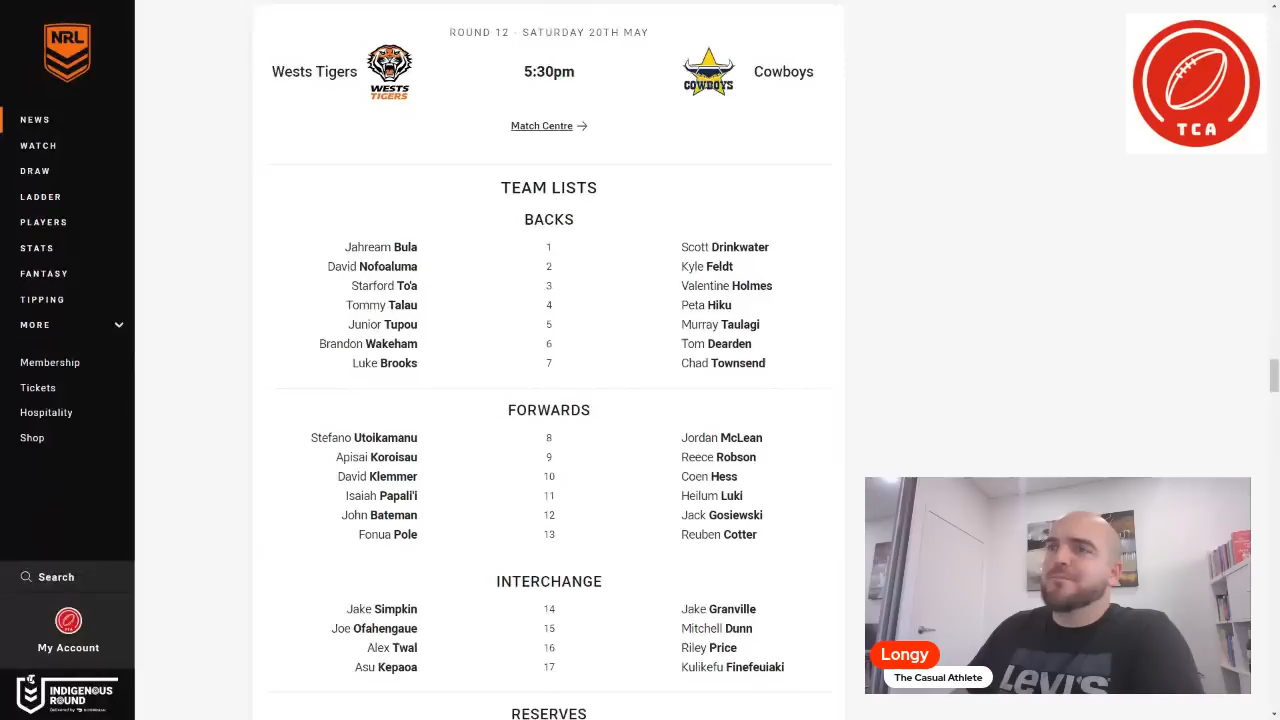 NRL
NEWS
WATCH
DRAW
LADDER
PLAYERS
STATS
FANTASY
TIPPING
MORE
Membership
Tickets
Hospitality
Shop
Search
TCA
My Account
INDIGENOUS
ROUND
ROUND 12 · SATURDAY 20TH MAY
Wests Tigers
WESTS
TIGERS
5:30pm
COWBOYS
Cowboys
Match Centre →
TEAM LISTS
BACKS
Jahream Bula 1 Scott Drinkwater
David Nofoaluma 2 Kyle Feldt
Starford To'a 3 Valentine Holmes
Tommy Talau 4 Peta Hiku
Junior Tupou 5 Murray Taulagi
Brandon Wakeham 6 Tom Dearden
Luke Brooks 7 Chad Townsend
FORWARDS
Stefano Utoikamanu 8 Jordan McLean
Apisai Koroisau 9 Reece Robson
David Klemmer 10 Coen Hess
Isaiah Papali'i 11 Heilum Luki
John Bateman 12 Jack Gosiewski
Fonua Pole 13 Reuben Cotter
INTERCHANGE
Jake Simpkin 14 Jake Granville
Joe Ofahengaue 15 Mitchell Dunn
Alex Twal 16 Riley Price
Asu Kepaoa 17 Kulikefu Finefeuiaki
RESERVES
TCA
Longy
The Casual Athlete
Levi's